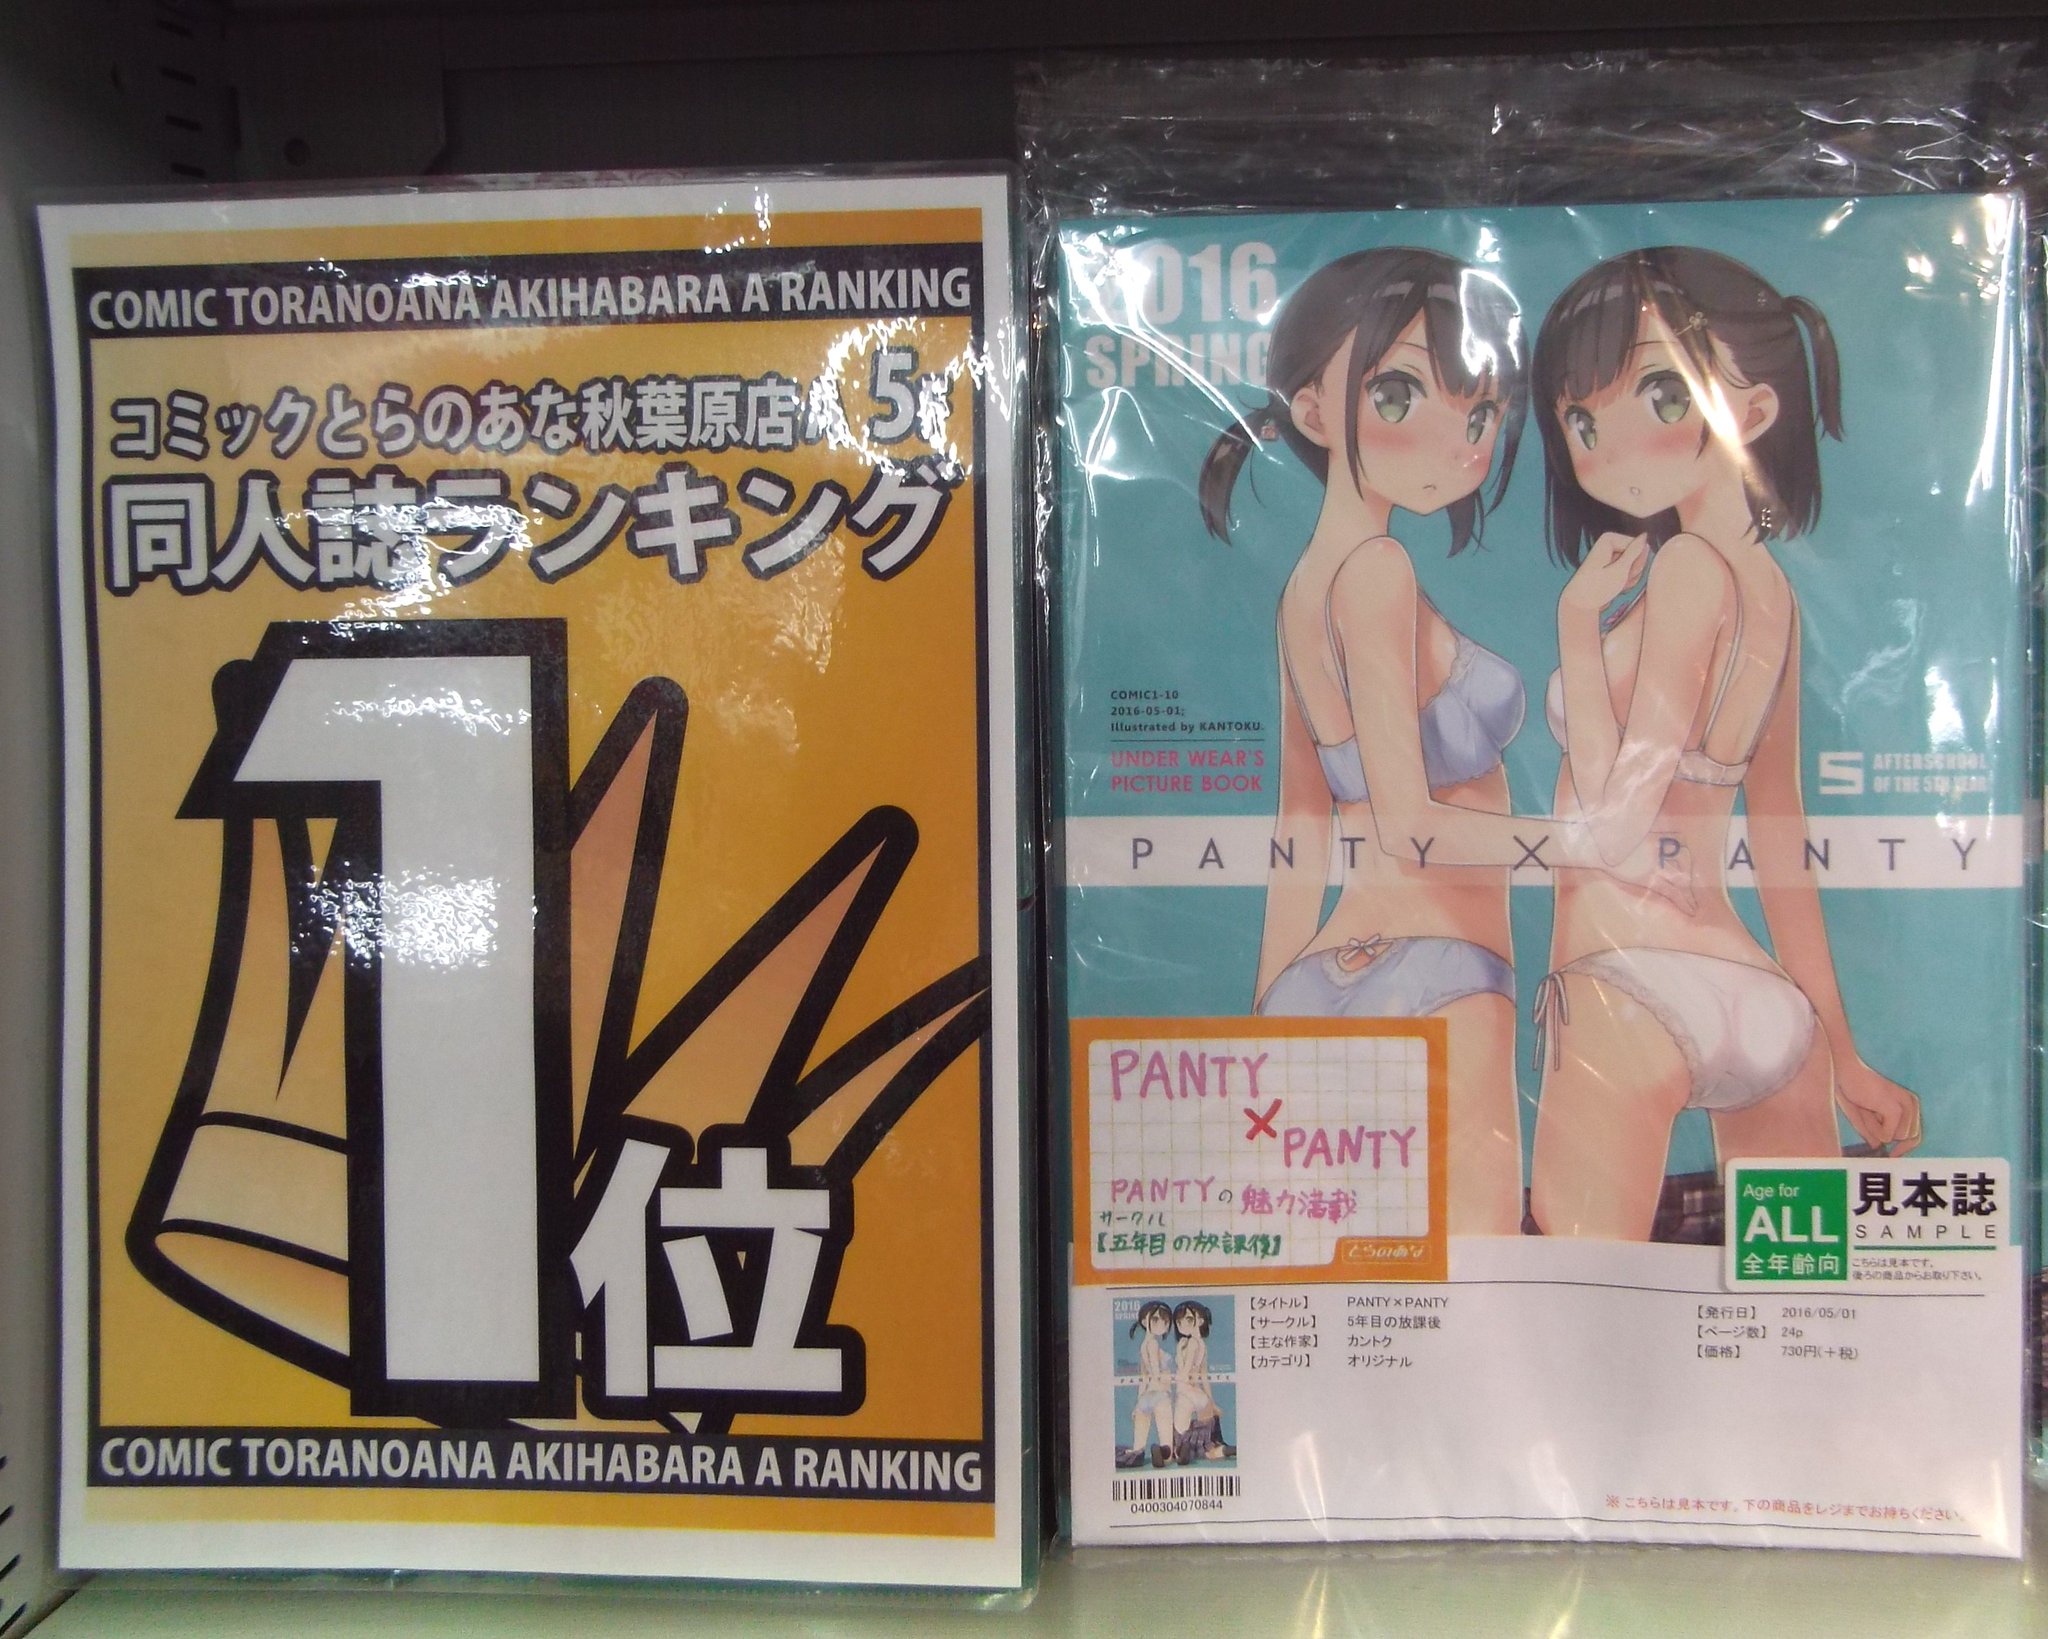 COMIC TORANOANA AKIHABARA A RANKING
コミックとらのあな秋葉原店A 5
同人誌ランキング
1位
COMIC TORANOANA AKIHABARA A RANKING
2016
SPRING
COMIC1-10
2016-05-01;
Illustrated by KANTOKU.
UNDER WEAR'S
PICTURE BOOK
S AFTERSCHOOL
OF THE 5TH YEAR
PANTY × PANTY
PANTY
×
PANTY
PANTYの魅力満載
サークル
【五年目の放課後】
とらのあな
Age for
ALL
全年齢向
見本誌
SAMPLE
こちらは見本です。
後ろの商品からお取り下さい。
【タイトル】 PANTY×PANTY
【サークル】 5年目の放課後
【主な作家】 カントク
【カテゴリ】 オリジナル
【発行日】 2016/05/01
【ページ数】 24p
【価格】 730円(+税)
0400304070844
※こちらは見本です。下の商品をレジまでお持ちください。